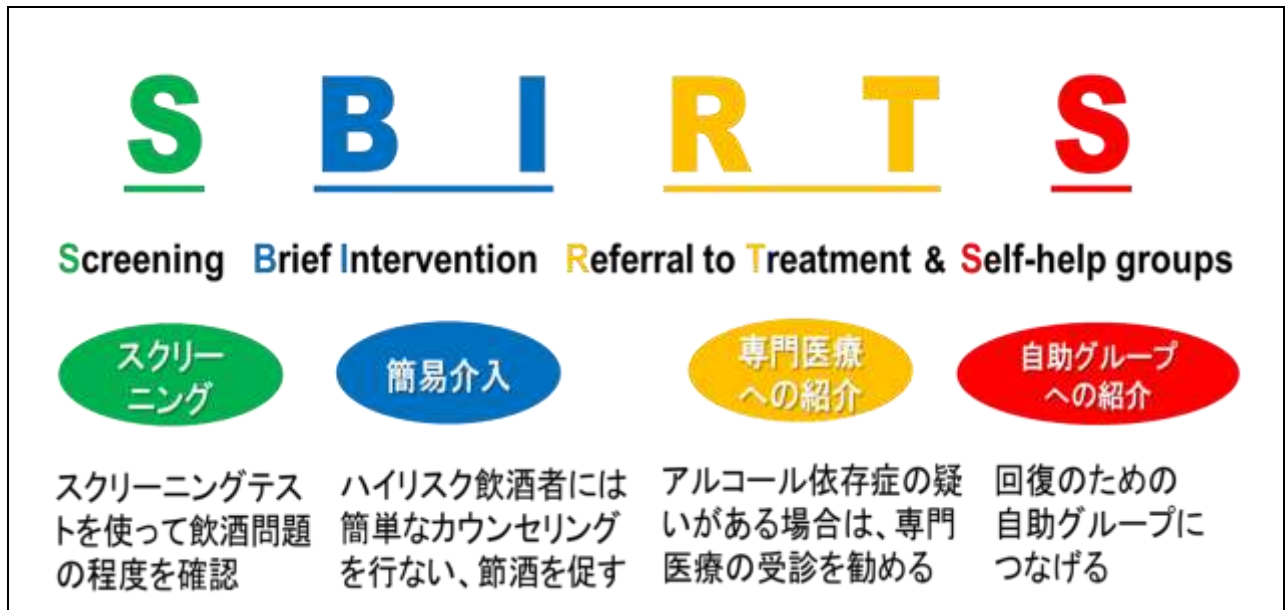 S B I R T S
Screening Brief Intervention Referral to Treatment & Self-help groups
スクリー
ニング
簡易介入
専門医療
への紹介
自助グループ
への紹介
スクリーニングテス
トを使って飲酒問題
の程度を確認
ハイリスク飲酒者には
簡単なカウンセリング
を行ない、節酒を促す
アルコール依存症の疑
いがある場合は、専門
医療の受診を勧める
回復のための
自助グループに
つなげる